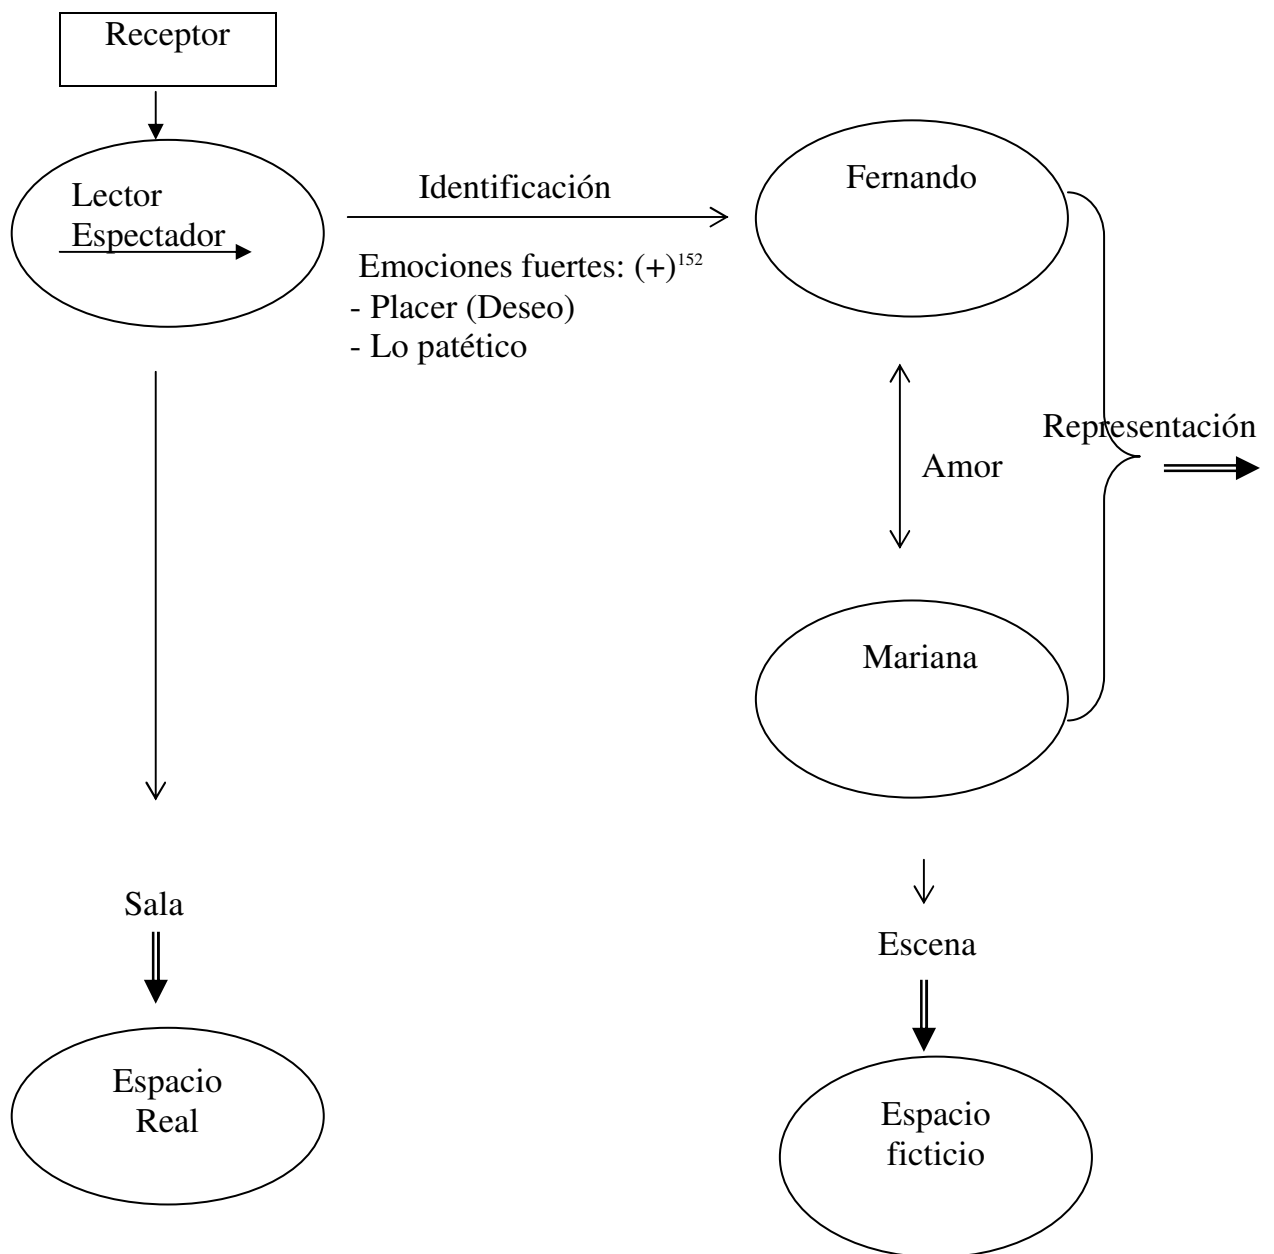 Receptor
Lector
Espectador
Identificación
Emociones fuertes: (+)152
- Placer (Deseo)
- Lo patético
Fernando
Representación
Amor
Mariana
Sala
Escena
Espacio
Real
Espacio
ficticio